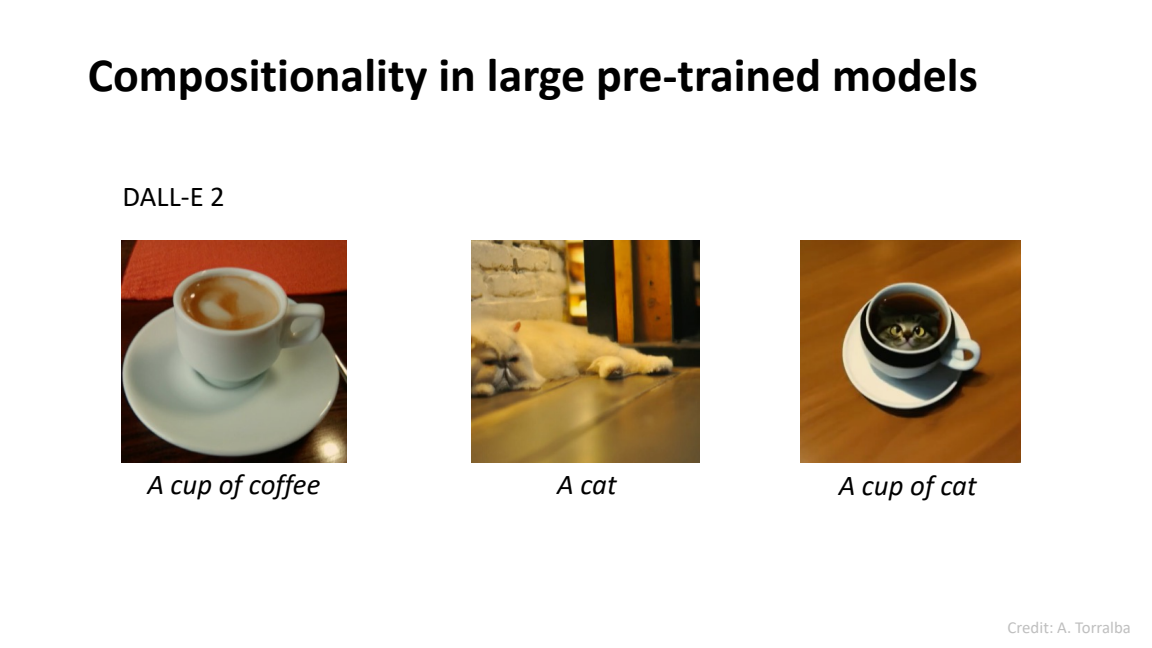 Compositionality in large pre-trained models
DALL-E 2
A cup of coffee
A cat
A cup of cat
Credit: A. Torralba